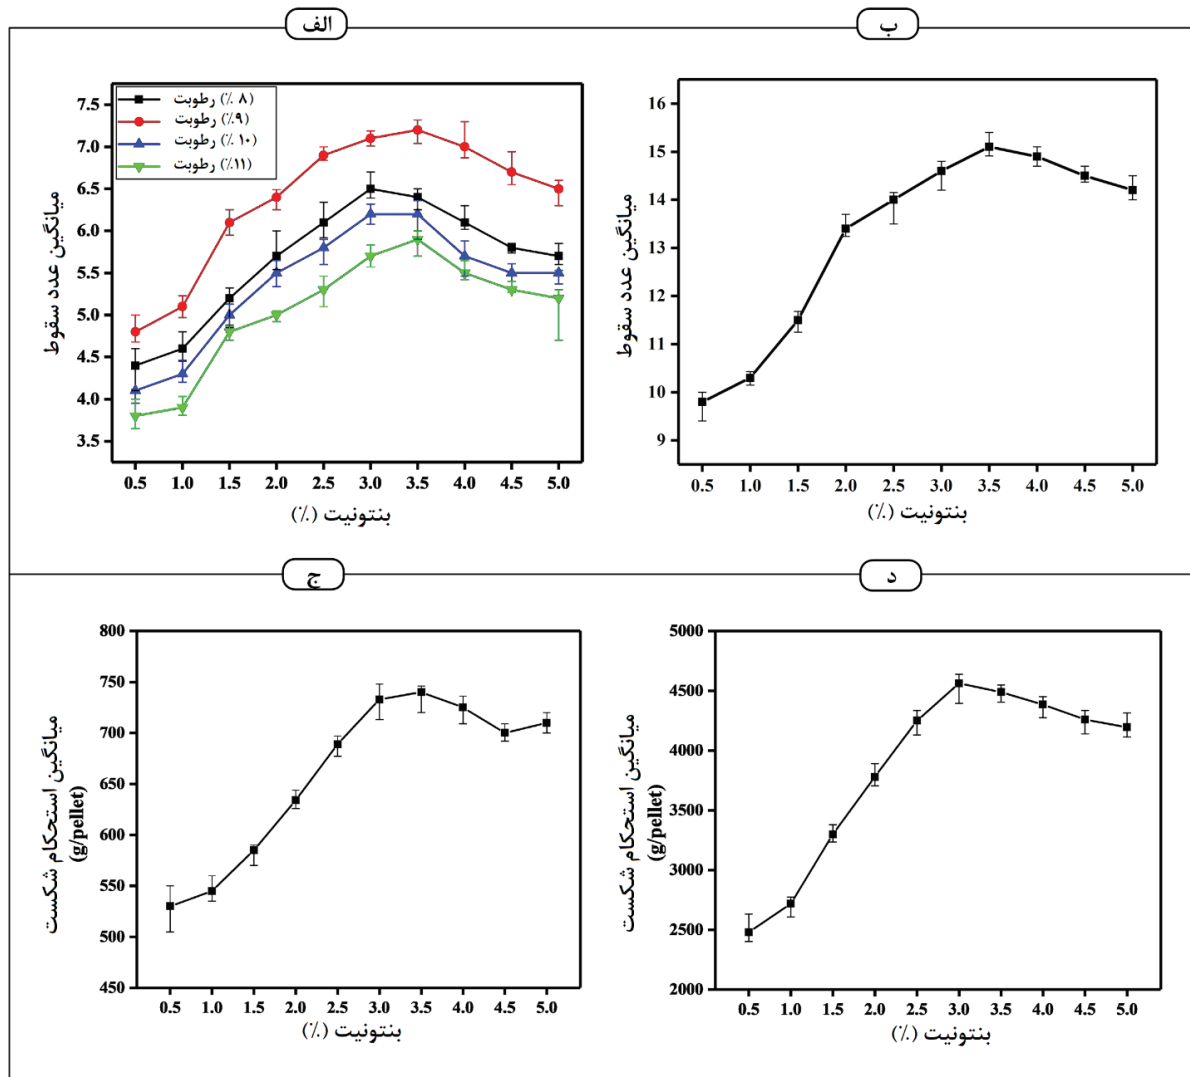 الف
ب
میانگین عدد سقوط
7.5
7.0
6.5
6.0
5.5
5.0
4.5
4.0
3.5
رطوبت (٪ ۸)
رطوبت (٪۹)
رطوبت (٪ ۱۰)
رطوبت (٪۱۱)
0.5 1.0 1.5 2.0 2.5 3.0 3.5 4.0 4.5 5.0
بنتونیت (٪)
میانگین عدد سقوط
16
15
14
13
12
11
10
9
0.5 1.0 1.5 2.0 2.5 3.0 3.5 4.0 4.5 5.0
بنتونیت (٪)
ج
د
میانگین استحکام شکست
(g/pellet)
800
750
700
650
600
550
500
450
0.5 1.0 1.5 2.0 2.5 3.0 3.5 4.0 4.5 5.0
بنتونیت (٪)
میانگین استحکام شکست
(g/pellet)
5000
4500
4000
3500
3000
2500
2000
0.5 1.0 1.5 2.0 2.5 3.0 3.5 4.0 4.5 5.0
بنتونیت (٪)